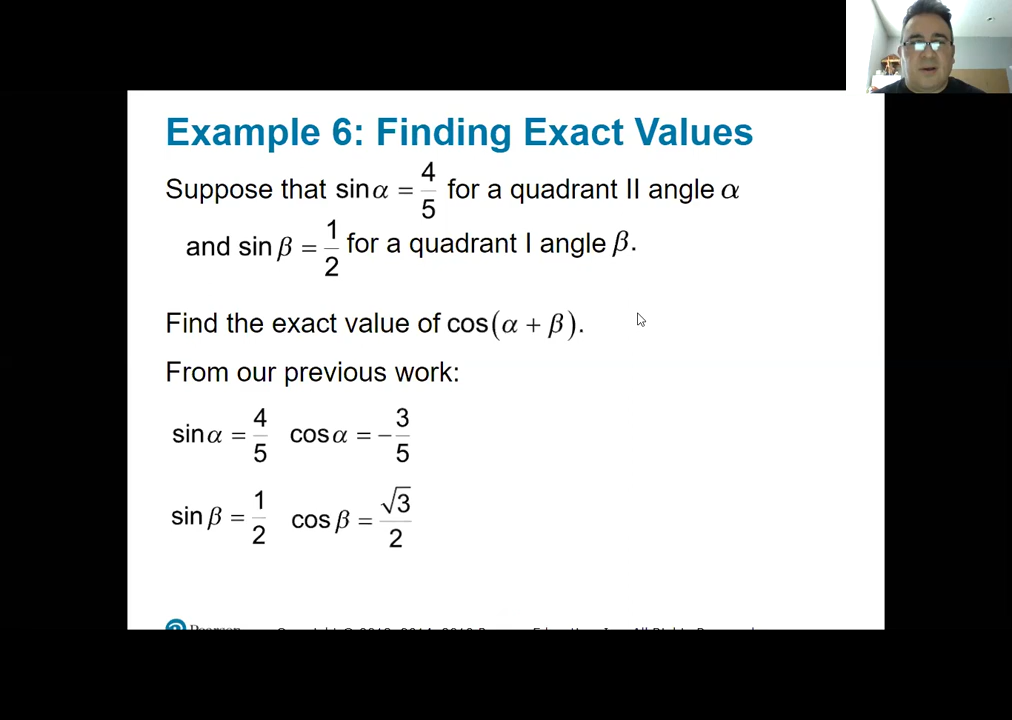 Example 6: Finding Exact Values
Suppose that sin α = 4/5 for a quadrant II angle α
and sin β = 1/2 for a quadrant I angle β.
Find the exact value of cos(α + β).
From our previous work:
sin α = 4/5 cos α = −3/5
sin β = 1/2 cos β = √3/2
Pearson